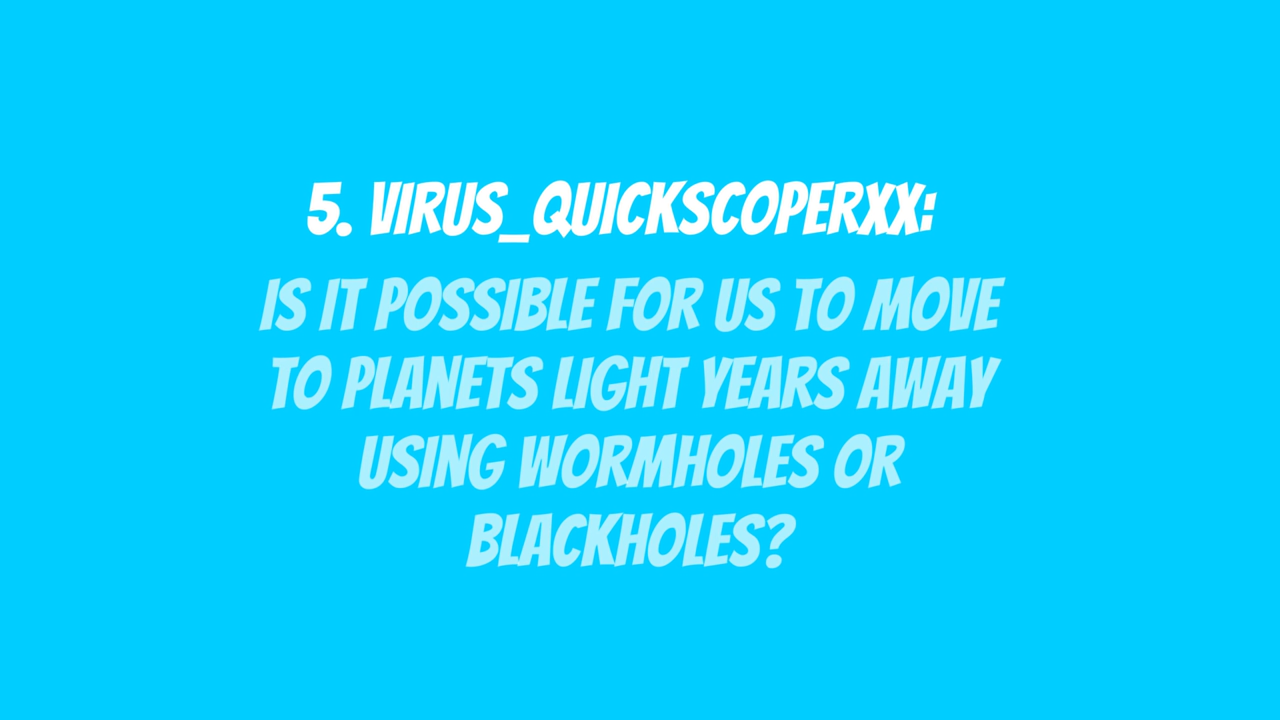 5. VIRUS_QUICKSCOPERXX:
IS IT POSSIBLE FOR US TO MOVE
TO PLANETS LIGHT YEARS AWAY
USING WORMHOLES OR
BLACKHOLES?